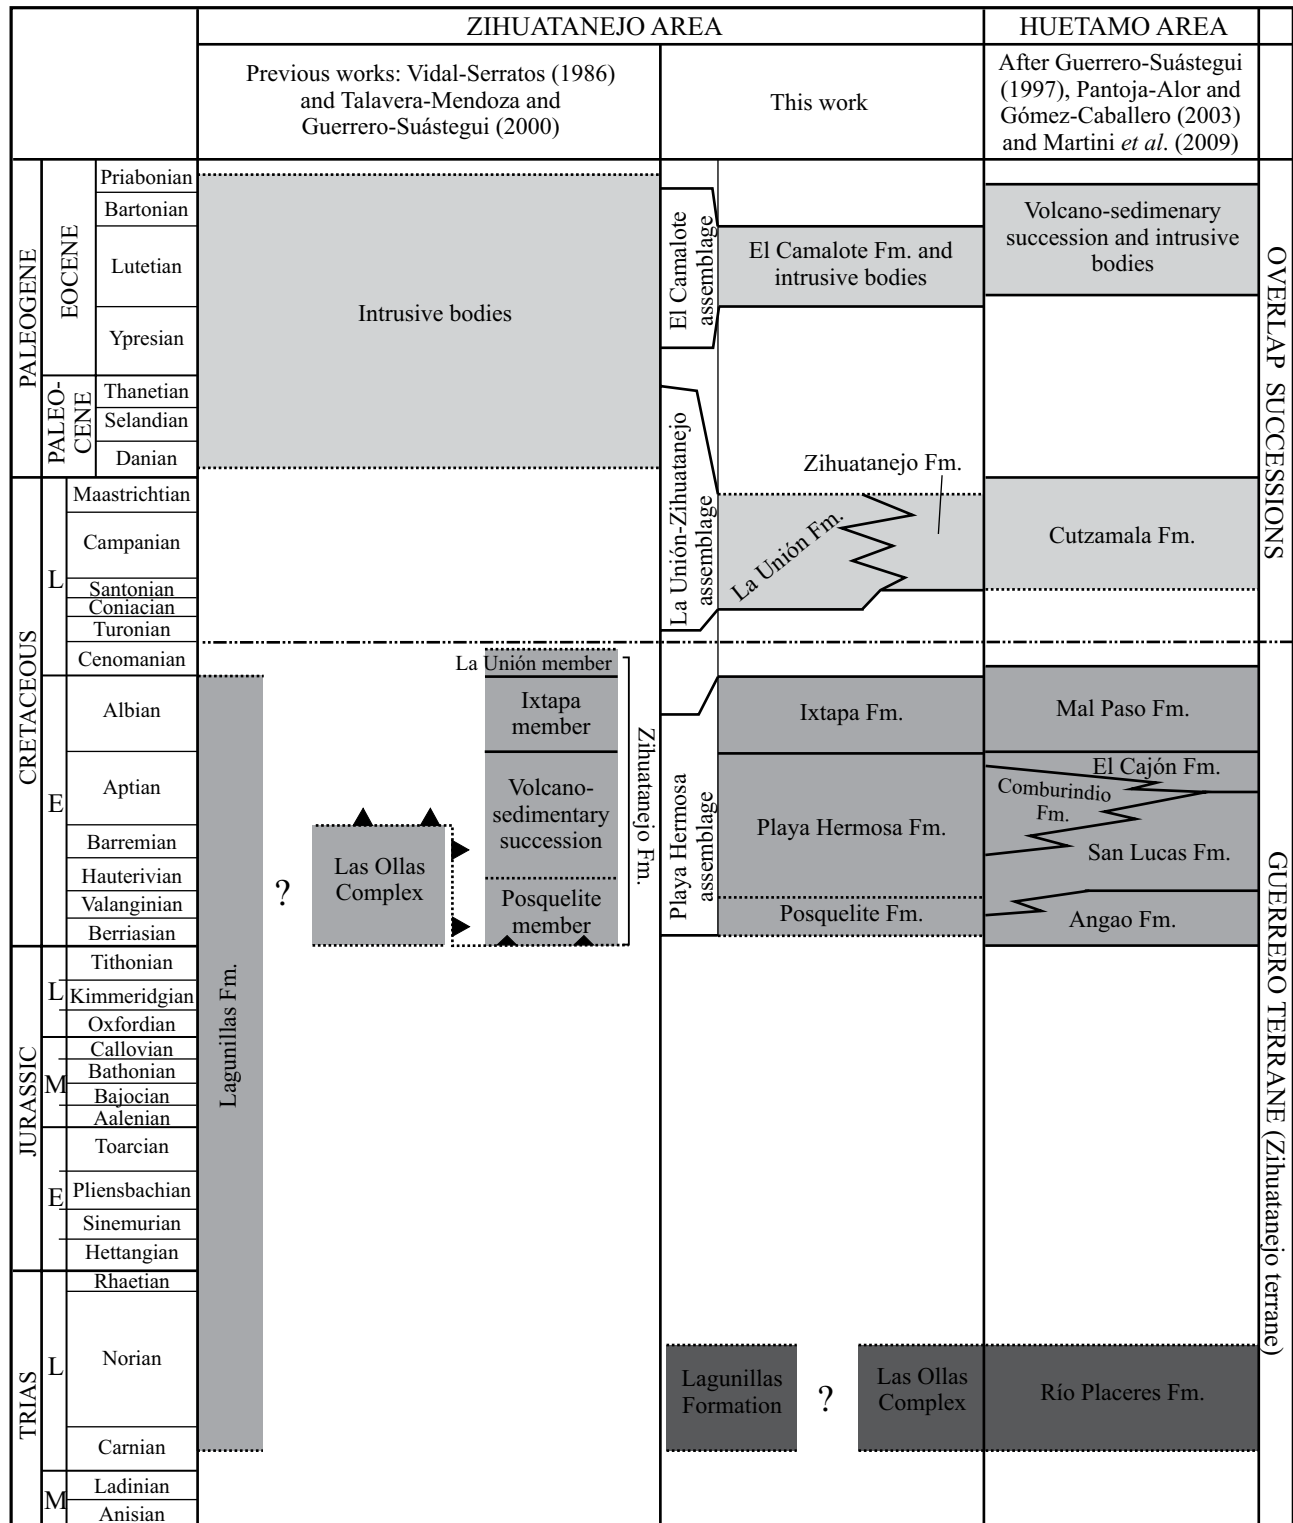 ZIHUATANEJO AREA
HUETAMO AREA
Previous works: Vidal-Serratos (1986)
and Talavera-Mendoza and
Guerrero-Suástegui (2000)
This work
After Guerrero-Suástegui
(1997), Pantoja-Alor and
Gómez-Caballero (2003)
and Martini et al. (2009)
PALEOGENE
EOCENE
Priabonian
Bartonian
Lutetian
Ypresian
PALEO-
CENE
Thanetian
Selandian
Danian
CRETACEOUS
L
Maastrichtian
Campanian
Santonian
Coniacian
Turonian
Cenomanian
E
Albian
Aptian
Barremian
Hauterivian
Valanginian
Berriasian
JURASSIC
L
Tithonian
Kimmeridgian
Oxfordian
M
Callovian
Bathonian
Bajocian
Aalenian
E
Toarcian
Pliensbachian
Sinemurian
Hettangian
TRIAS
L
Rhaetian
Norian
Carnian
M
Ladinian
Anisian
Intrusive bodies
Lagunillas Fm.
?
Las Ollas
Complex
La Unión member
Ixtapa
member
Volcano-
sedimentary
succession
Posquelite
member
Zihuatanejo Fm.
El Camalote
assemblage
El Camalote Fm. and
intrusive bodies
La Unión-Zihuatanejo
assemblage
Zihuatanejo Fm.
La Unión Fm.
Playa Hermosa
assemblage
Ixtapa Fm.
Playa Hermosa Fm.
Posquelite Fm.
Lagunillas
Formation
?
Las Ollas
Complex
Volcano-sedimenary
succession and intrusive
bodies
Cutzamala Fm.
Mal Paso Fm.
El Cajón Fm.
Comburindio
Fm.
San Lucas Fm.
Angao Fm.
Río Placeres Fm.
OVERLAP SUCCESSIONS
GUERRERO TERRANE (Zihuatanejo terrane)